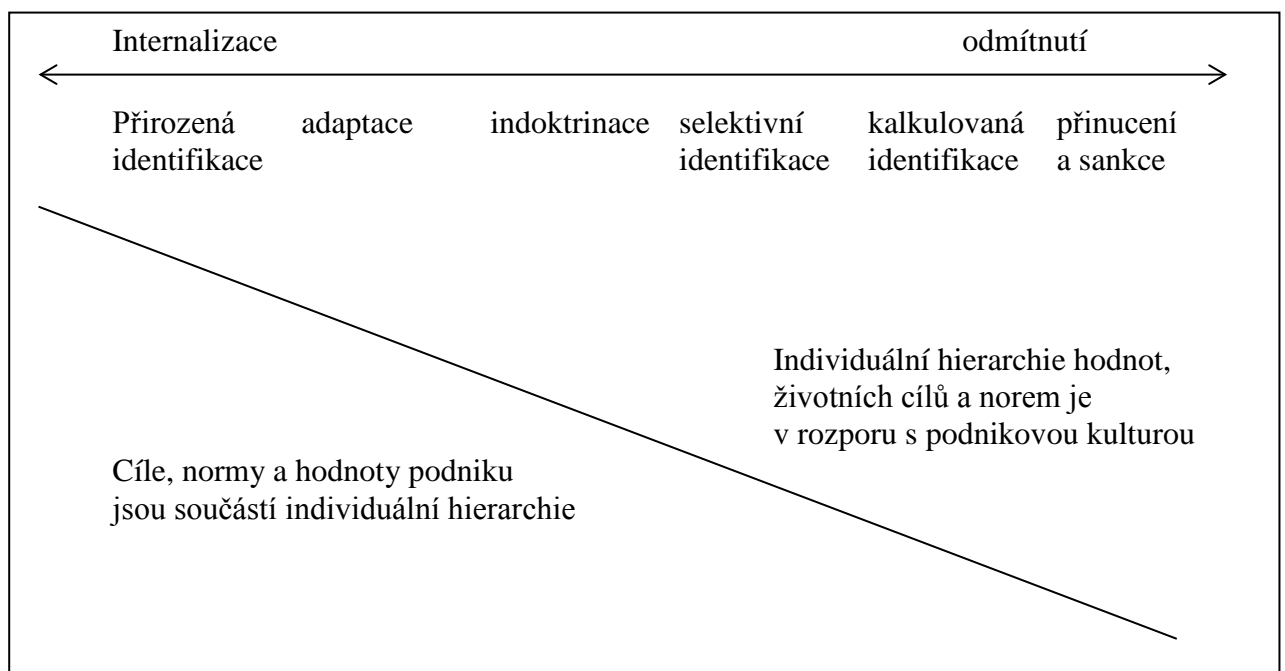 Internalizace odmítnutí
Přirozená adaptace indoktrinace selektivní kalkulovaná přinucení
identifikace identifikace identifikace a sankce
Individuální hierarchie hodnot,
životních cílů a norem je
v rozporu s podnikovou kulturou
Cíle, normy a hodnoty podniku
jsou součástí individuální hierarchie